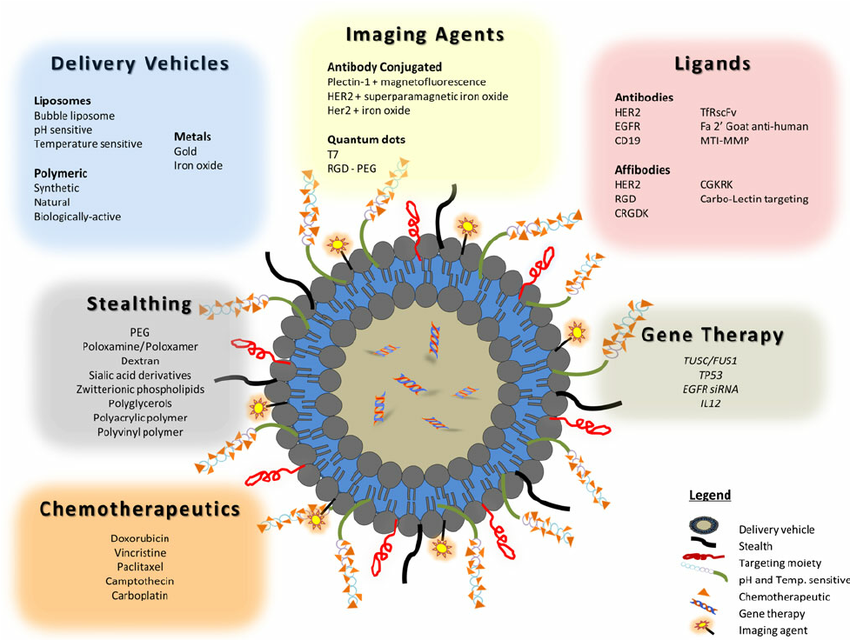 Imaging Agents
Antibody Conjugated
Plectin-1 + magnetofluorescence
HER2 + superparamagnetic iron oxide
Her2 + iron oxide
Quantum dots
T7
RGD - PEG
Delivery Vehicles
Liposomes
Bubble liposome
pH sensitive
Temperature sensitive
Polymeric
Synthetic
Natural
Biologically-active
Metals
Gold
Iron oxide
Ligands
Antibodies
HER2 TfRscFv
EGFR Fa 2’ Goat anti-human
CD19 MTI-MMP
Affibodies
HER2 CGKRK
RGD Carbo-Lectin targeting
CRGDK
Stealthing
PEG
Poloxamine/Poloxamer
Dextran
Sialic acid derivatives
Zwitterionic phospholipids
Polyglycerols
Polyacrylic polymer
Polyvinyl polymer
Gene Therapy
TUSC/FUS1
TP53
EGFR siRNA
IL12
Chemotherapeutics
Doxorubicin
Vincristine
Paclitaxel
Camptothecin
Carboplatin
Legend
Delivery vehicle
Stealth
Targeting moiety
pH and Temp. sensitive
Chemotherapeutic
Gene therapy
Imaging agent